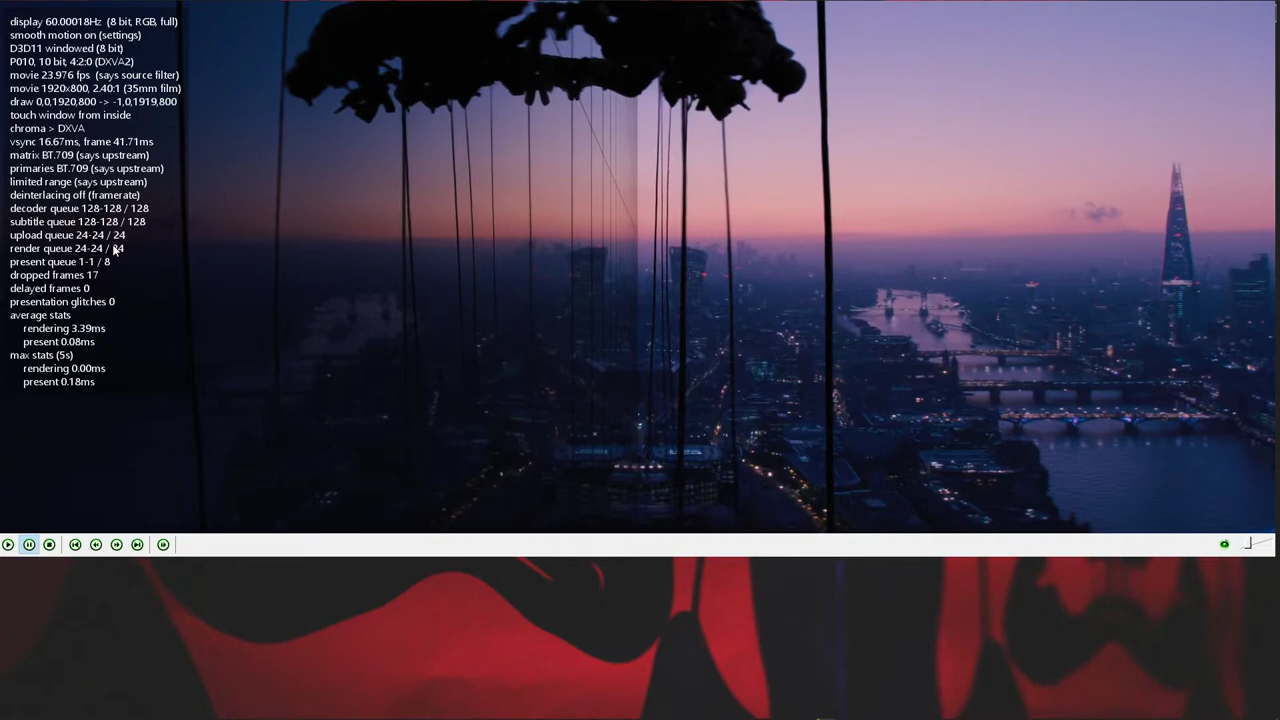 display 60.00018Hz (8 bit, RGB, full)
smooth motion on (settings)
D3D11 windowed (8 bit)
P010, 10 bit, 4:2:0 (DXVA2)
movie 23.976 fps (says source filter)
movie 1920x800, 2.40:1 (35mm film)
draw 0,0,1920,800 -> -1,0,1919,800
touch window from inside
chroma > DXVA
vsync 16.67ms, frame 41.71ms
matrix BT.709 (says upstream)
primaries BT.709 (says upstream)
limited range (says upstream)
deinterlacing off (framerate)
decoder queue 128-128 / 128
subtitle queue 128-128 / 128
upload queue 24-24 / 24
render queue 24-24 / 24
present queue 1-1 / 8
dropped frames 17
delayed frames 0
presentation glitches 0
average stats
rendering 3.39ms
present 0.08ms
max stats (5s)
rendering 0.00ms
present 0.18ms